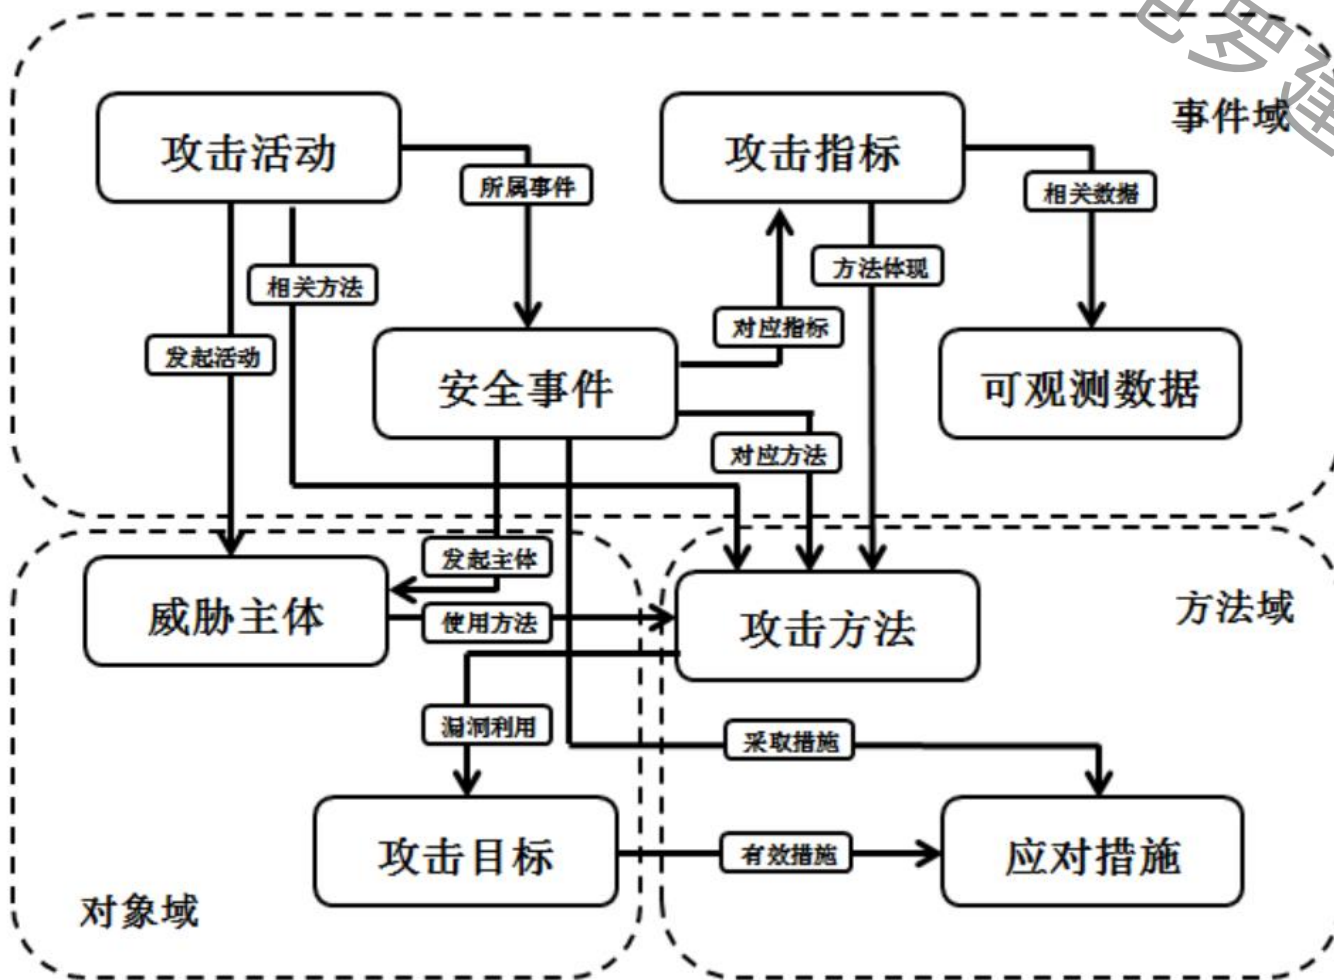 事件域
攻击活动
攻击指标
所属事件
相关数据
相关方法
方法体现
发起活动
对应指标
安全事件
可观测数据
对应方法
发起主体
威胁主体
使用方法
攻击方法
方法域
漏洞利用
采取措施
攻击目标
有效措施
应对措施
对象域